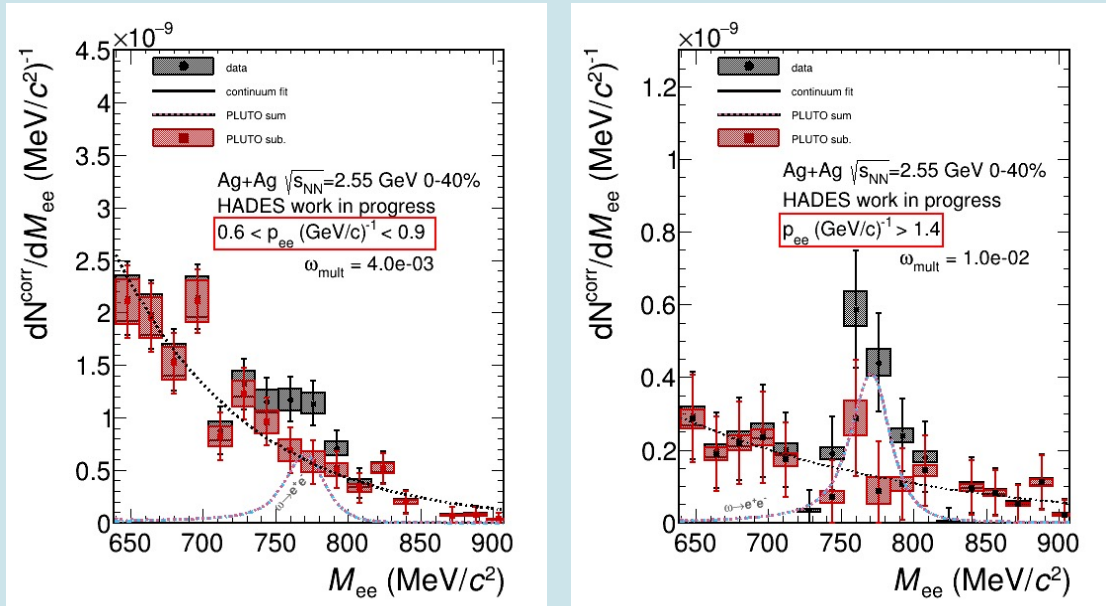 4.5×10⁻⁹
4
3.5
3
2.5
2
1.5
1
0.5
0
dNᶜᵒʳʳ/dM_ee (MeV/c²)⁻¹
data
continuum fit
PLUTO sum
PLUTO sub.
Ag+Ag √s_NN=2.55 GeV 0-40%
HADES work in progress
0.6 < p_ee (GeV/c)⁻¹ < 0.9
ω_mult = 4.0e-03
ω→e⁺e⁻
650 700 750 800 850 900
M_ee (MeV/c²)
×10⁻⁹
1.2
1
0.8
0.6
0.4
0.2
0
dNᶜᵒʳʳ/dM_ee (MeV/c²)⁻¹
data
continuum fit
PLUTO sum
PLUTO sub.
Ag+Ag √s_NN=2.55 GeV 0-40%
HADES work in progress
p_ee (GeV/c)⁻¹ > 1.4
ω_mult = 1.0e-02
ω→e⁺e⁻
650 700 750 800 850 900
M_ee (MeV/c²)